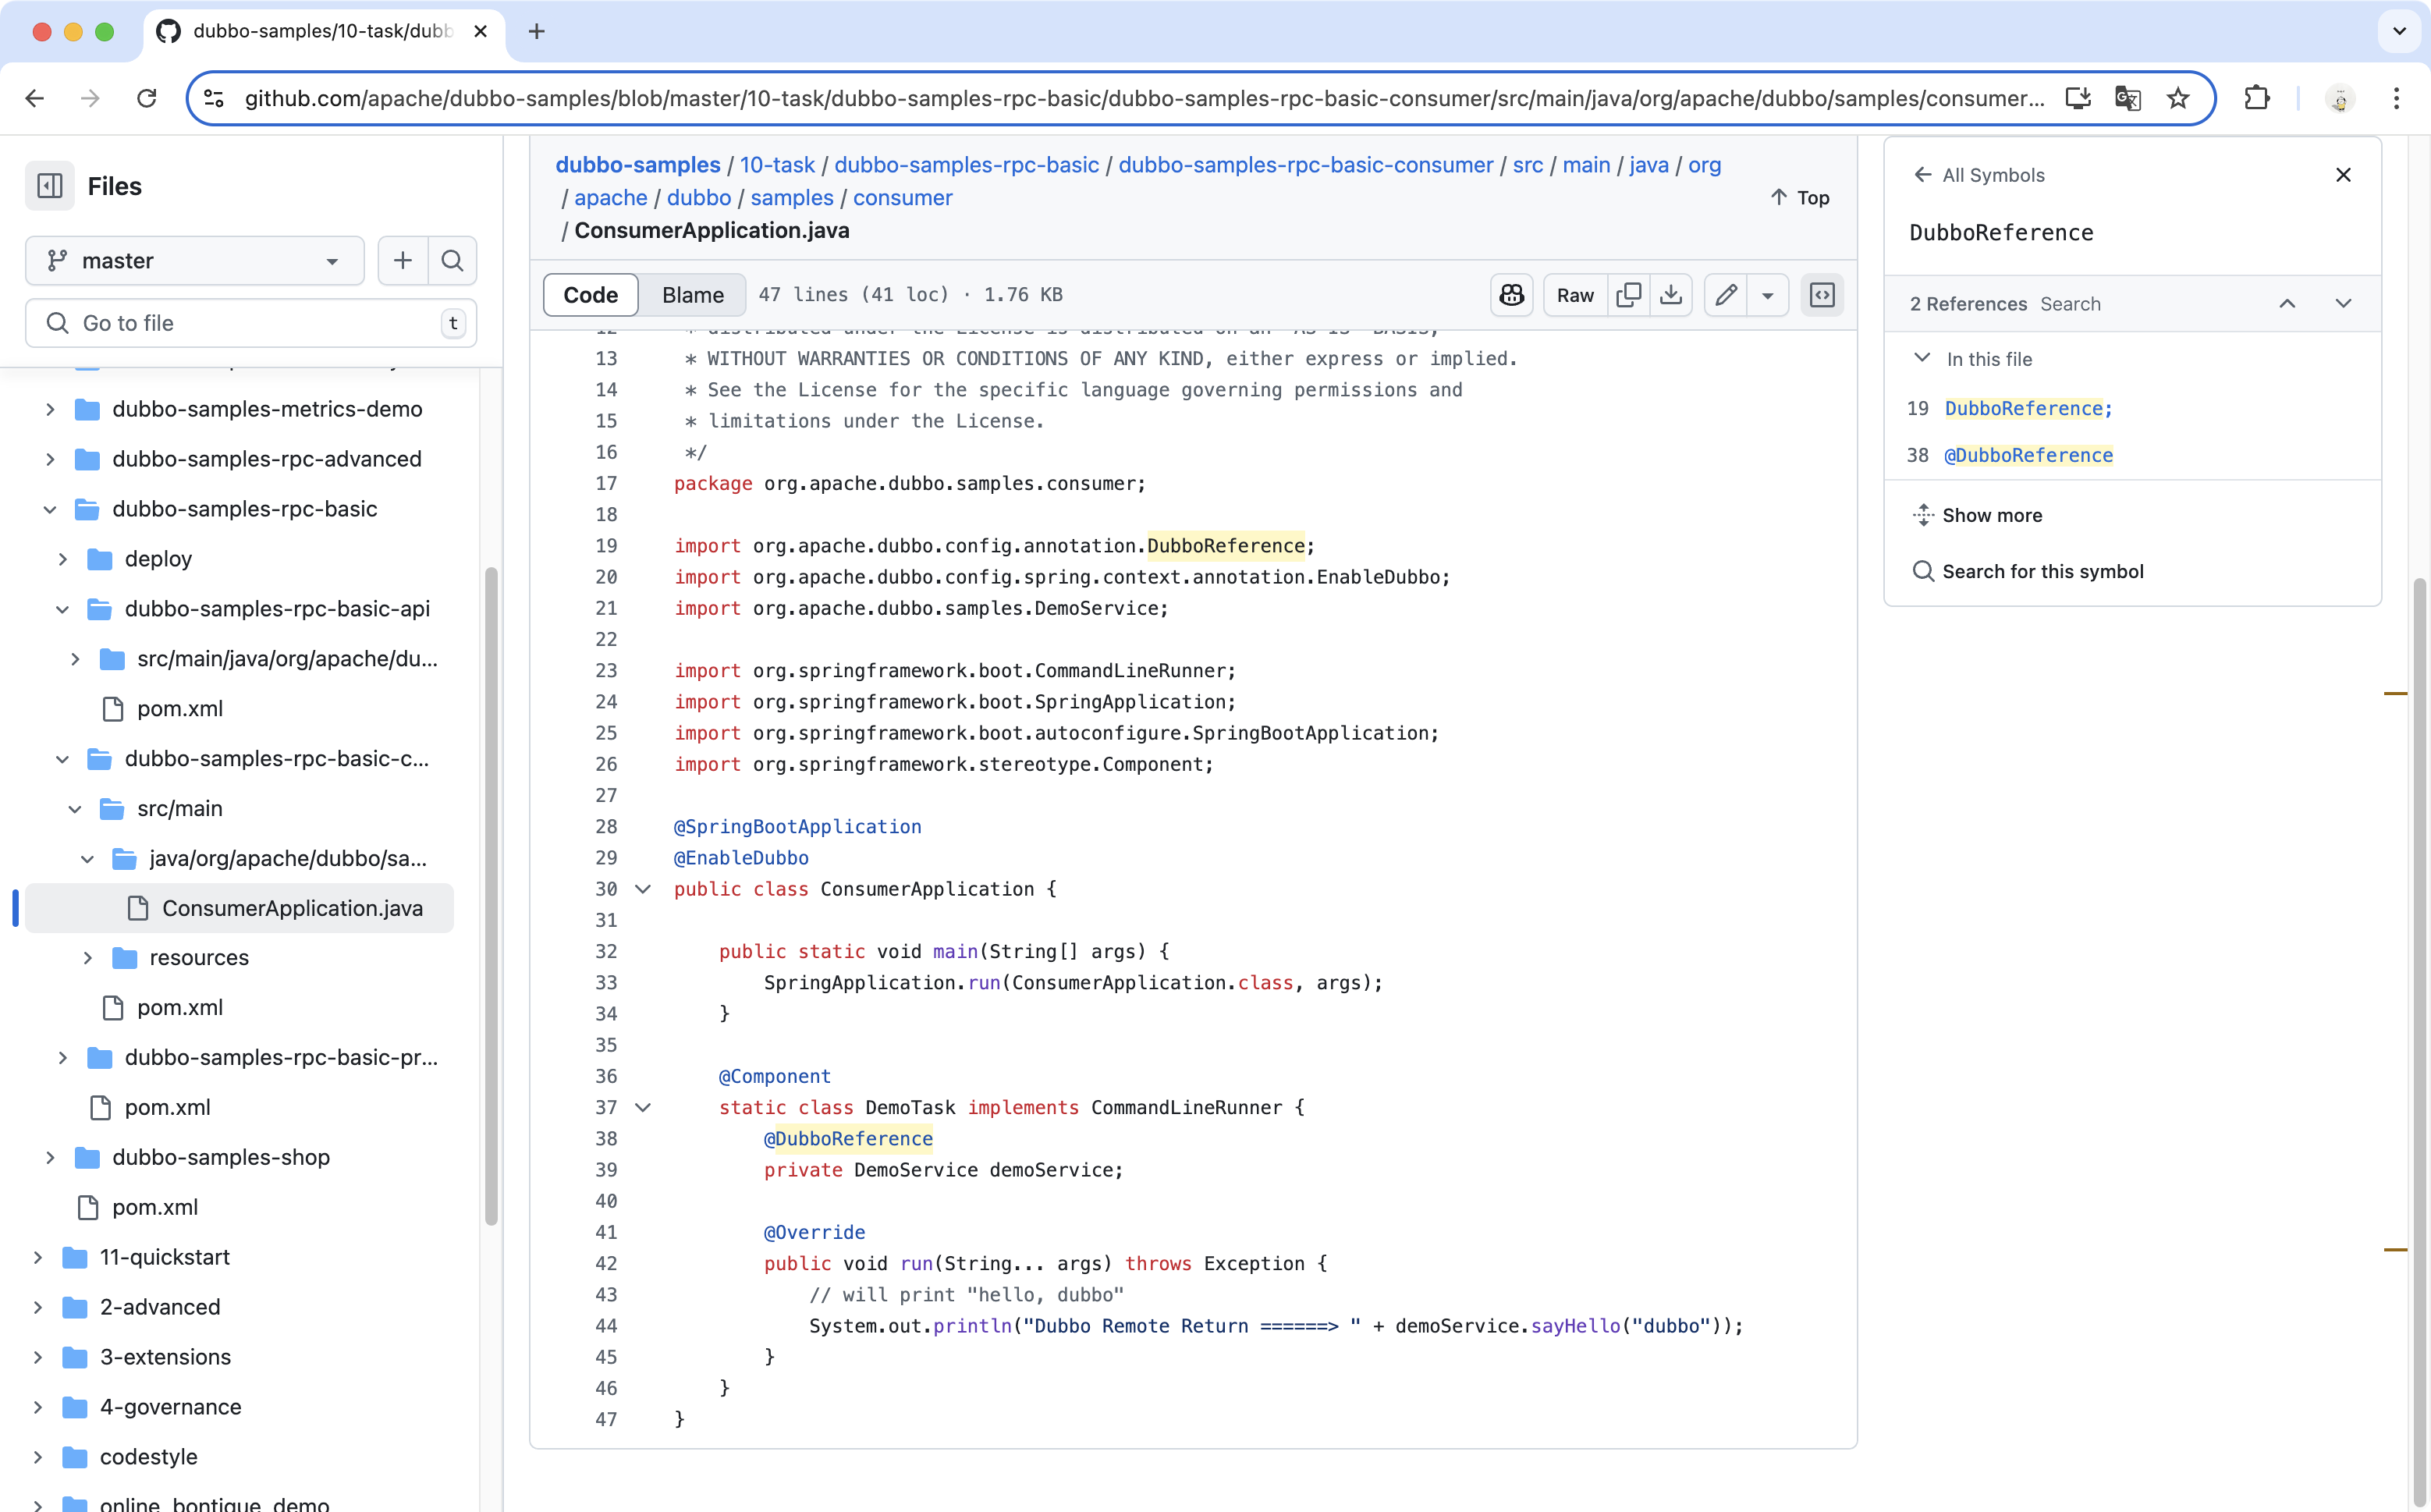 dubbo-samples/10-task/dubb
github.com/apache/dubbo-samples/blob/master/10-task/dubbo-samples-rpc-basic/dubbo-samples-rpc-basic-consumer/src/main/java/org/apache/dubbo/samples/consumer...
Files
master
Go to file
t
dubbo-samples-metrics-demo
dubbo-samples-rpc-advanced
dubbo-samples-rpc-basic
deploy
dubbo-samples-rpc-basic-api
src/main/java/org/apache/du...
pom.xml
dubbo-samples-rpc-basic-c...
src/main
java/org/apache/dubbo/sa...
ConsumerApplication.java
resources
pom.xml
dubbo-samples-rpc-basic-pr...
pom.xml
dubbo-samples-shop
pom.xml
11-quickstart
2-advanced
3-extensions
4-governance
codestyle
online_bontique_demo
dubbo-samples / 10-task / dubbo-samples-rpc-basic / dubbo-samples-rpc-basic-consumer / src / main / java / org
/ apache / dubbo / samples / consumer
/ ConsumerApplication.java
Top
Code Blame 47 lines (41 loc) · 1.76 KB
Raw
12 * distributed under the License is distributed on an "AS IS" BASIS,
13 * WITHOUT WARRANTIES OR CONDITIONS OF ANY KIND, either express or implied.
14 * See the License for the specific language governing permissions and
15 * limitations under the License.
16 */
17 package org.apache.dubbo.samples.consumer;
18
19 import org.apache.dubbo.config.annotation.DubboReference;
20 import org.apache.dubbo.config.spring.context.annotation.EnableDubbo;
21 import org.apache.dubbo.samples.DemoService;
22
23 import org.springframework.boot.CommandLineRunner;
24 import org.springframework.boot.SpringApplication;
25 import org.springframework.boot.autoconfigure.SpringBootApplication;
26 import org.springframework.stereotype.Component;
27
28 @SpringBootApplication
29 @EnableDubbo
30 public class ConsumerApplication {
31
32 public static void main(String[] args) {
33 SpringApplication.run(ConsumerApplication.class, args);
34 }
35
36 @Component
37 static class DemoTask implements CommandLineRunner {
38 @DubboReference
39 private DemoService demoService;
40
41 @Override
42 public void run(String... args) throws Exception {
43 // will print "hello, dubbo"
44 System.out.println("Dubbo Remote Return ======> " + demoService.sayHello("dubbo"));
45 }
46 }
47 }
All Symbols
DubboReference
2 References Search
In this file
19 DubboReference;
38 @DubboReference
Show more
Search for this symbol